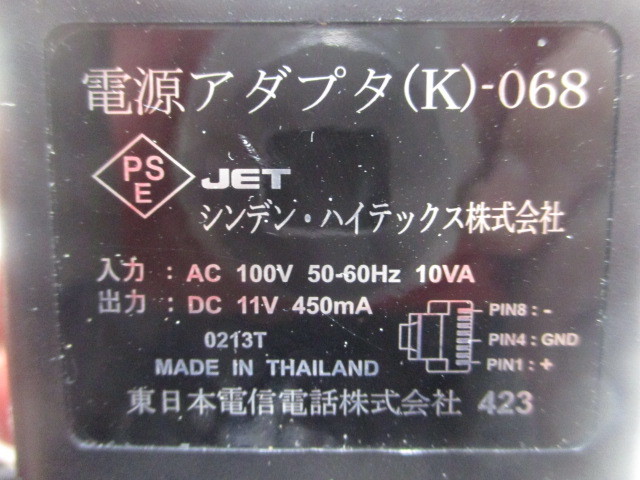 電源アダプタ(K)-068
PS
E
JET
シンデン・ハイテックス株式会社
入力 : AC 100V 50-60Hz 10VA
出力 : DC 11V 450mA
PIN8 : -
0213T
PIN4 : GND
MADE IN THAILAND
PIN1 : +
東日本電信電話株式会社 423